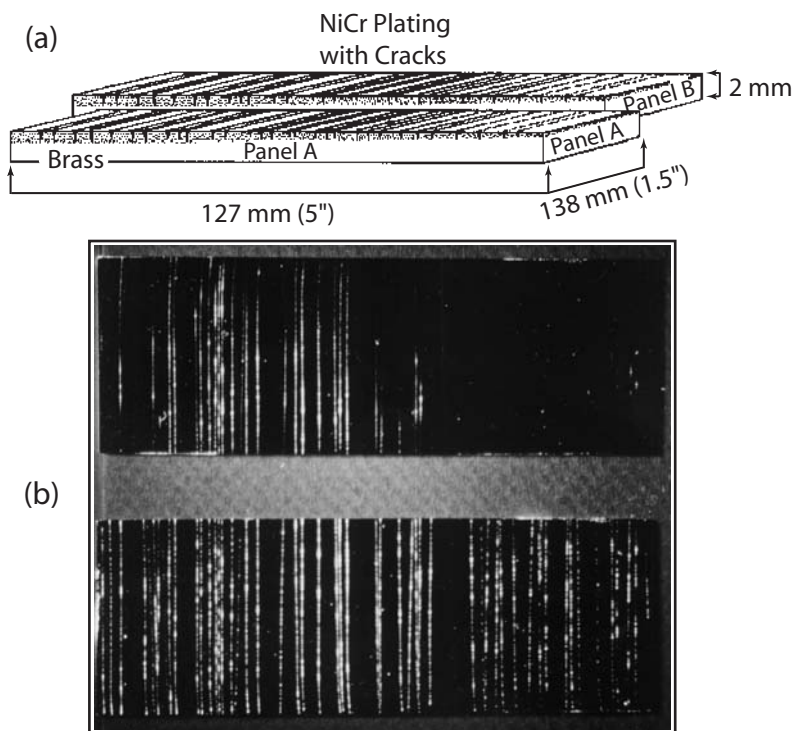 (a)
NiCr Plating
with Cracks
Panel B
2 mm
Brass
Panel A
Panel A
127 mm (5")
138 mm (1.5")
(b)